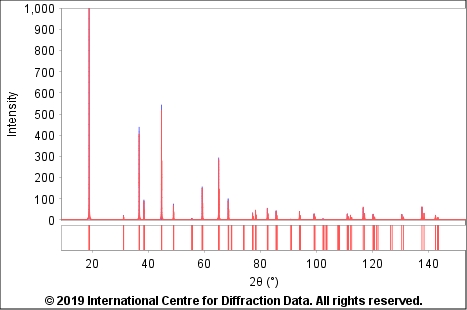 1,000
900
800
700
600
500
400
300
200
100
0
Intensity
20 40 60 80 100 120 140
2θ (°)
© 2019 International Centre for Diffraction Data. All rights reserved.